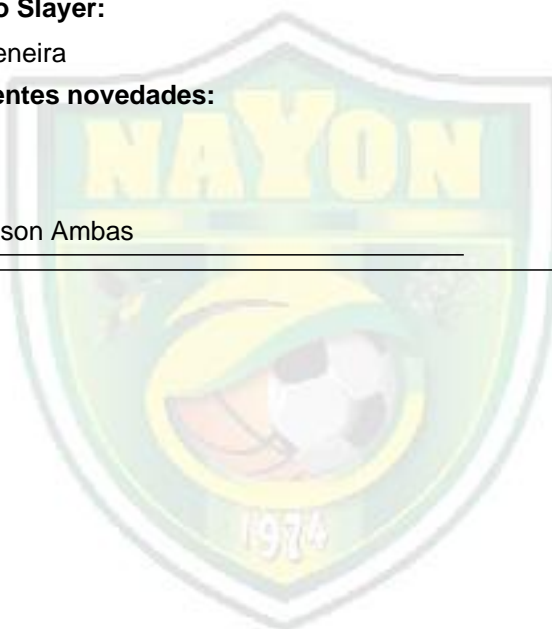 o Slayer:
eneira
entes novedades:
NAYON
son Ambas
1974